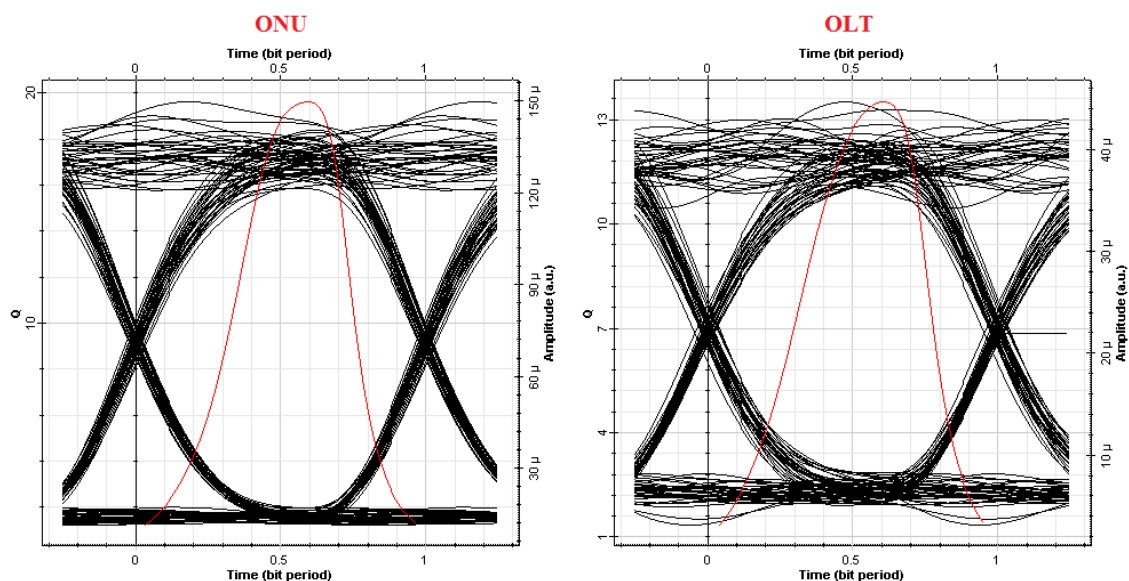 ONU
Time (bit period)
0 0.5 1
20
10
Q
150 µ
120 µ
90 µ
60 µ
30 µ
Amplitude (a.u.)
0 0.5 1
Time (bit period)
OLT
Time (bit period)
0 0.5 1
13
10
7
4
1
Q
40 µ
30 µ
20 µ
10 µ
Amplitude (a.u.)
0 0.5 1
Time (bit period)